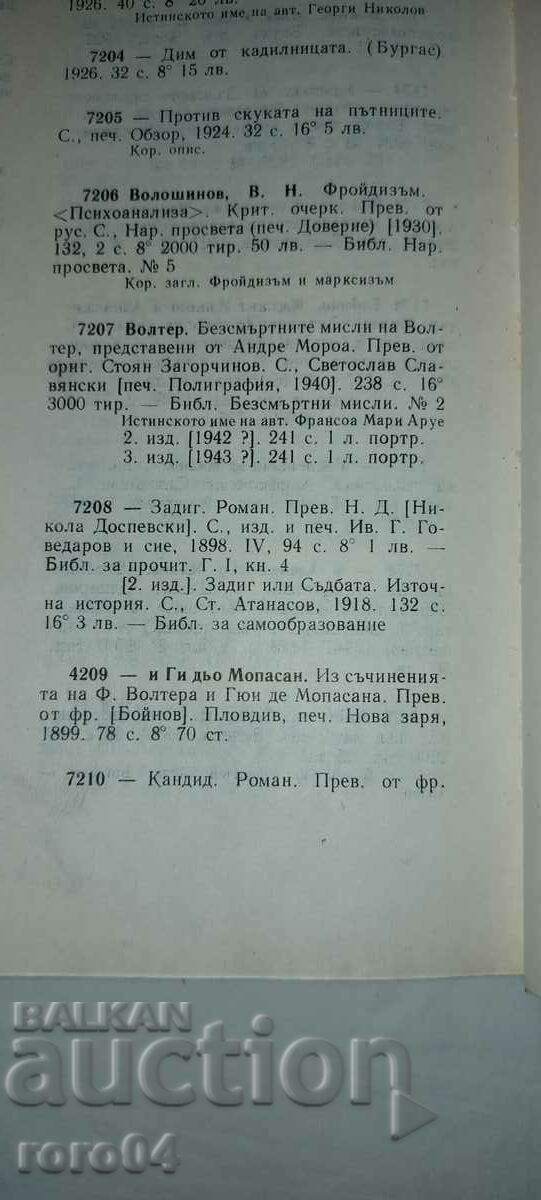 1926. 40 с. 8° 20 лв.
Истинското име на авт. Георги Николов
7204 — Дим от кадилницата. (Бургас)
1926. 32 с. 8° 15 лв.
7205 — Против скуката на пътниците.
С., печ. Обзор, 1924. 32 с. 16° 5 лв.
Кор. опис.
7206 Волошинов, В. Н. Фройдизъм.
<Психоанализа>. Крит. очерк. Прев. от
рус. С., Нар. просвета (печ. Доверие) [1930].
132, 2 с. 8° 2000 тир. 50 лв. — Библ. Нар.
просвета. № 5
Кор. загл. Фройдизъм и марксизъм
7207 Волтер. Безсмъртните мисли на Вол-
тер, представени от Андре Мороа. Прев. от
ориг. Стоян Загорчинов. С., Светослав Сла-
вянски [печ. Полиграфия, 1940]. 238 с. 16°
3000 тир. — Библ. Безсмъртни мисли. № 2
Истинското име на авт. Франсоа Мари Аруе
2. изд. [1942 ?]. 241 с. 1 л. портр.
3. изд. [1943 ?]. 241 с. 1 л. портр.
7208 — Задиг. Роман. Прев. Н. Д. [Ни-
кола Доспевски]. С., изд. и печ. Ив. Г. Го-
ведаров и сие, 1898. IV, 94 с. 8° 1 лв. —
Библ. за прочит. Г. I, кн. 4
[2. изд.]. Задиг или Съдбата. Източ-
на история. С., Ст. Атанасов, 1918. 132 с.
16° 3 лв. — Библ. за самообразование
4209 — и Ги дьо Мопасан. Из съчинения-
та на Ф. Волтера и Гюи де Мопасана. Прев.
от фр. [Бойнов]. Пловдив, печ. Нова заря,
1899. 78 с. 8° 70 ст.
7210 — Кандид. Роман. Прев. от фр.
BALKAN
auction
roro04